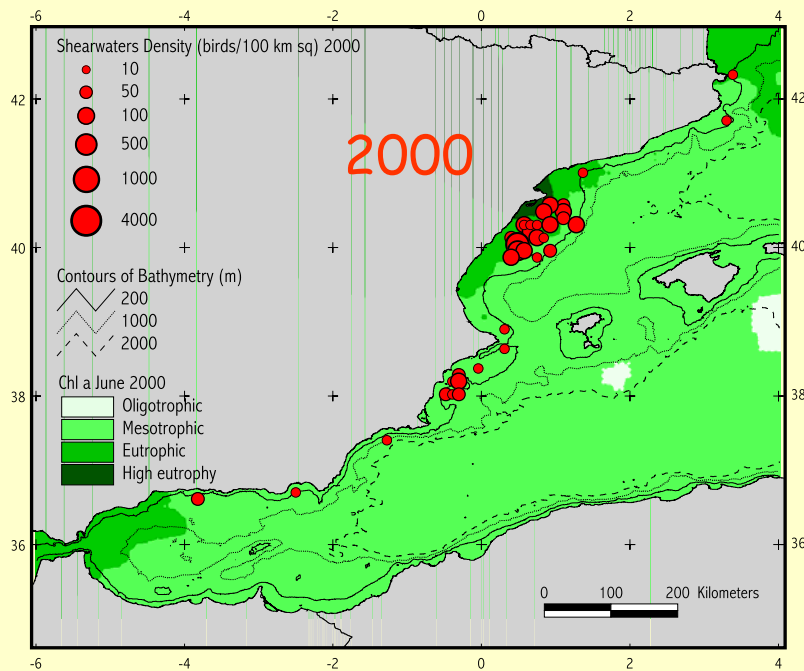 -6 -4 -2 0 2 4
Shearwaters Density (birds/100 km sq) 2000
10
50
100
500
1000
4000
2000
42 42
40 40
38 38
36 36
Contours of Bathymetry (m)
200
1000
2000
Chl a June 2000
Oligotrophic
Mesotrophic
Eutrophic
High eutrophy
0 100 200 Kilometers
-6 -4 -2 0 2 4